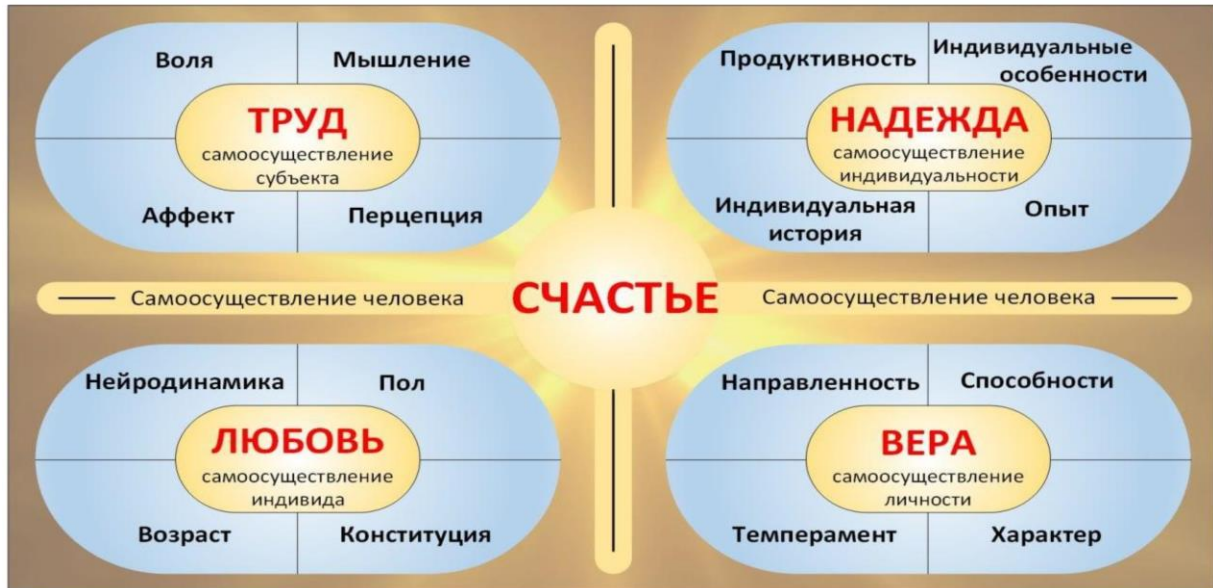 Воля
Мышление
ТРУД
самоосуществление
субъекта
Аффект
Перцепция
Продуктивность
Индивидуальные
особенности
НАДЕЖДА
самоосуществление
индивидуальности
Индивидуальная
история
Опыт
Самоосуществление человека
СЧАСТЬЕ
Самоосуществление человека
Нейродинамика
Пол
ЛЮБОВЬ
самоосуществление
индивида
Возраст
Конституция
Направленность
Способности
ВЕРА
самоосуществление
личности
Темперамент
Характер